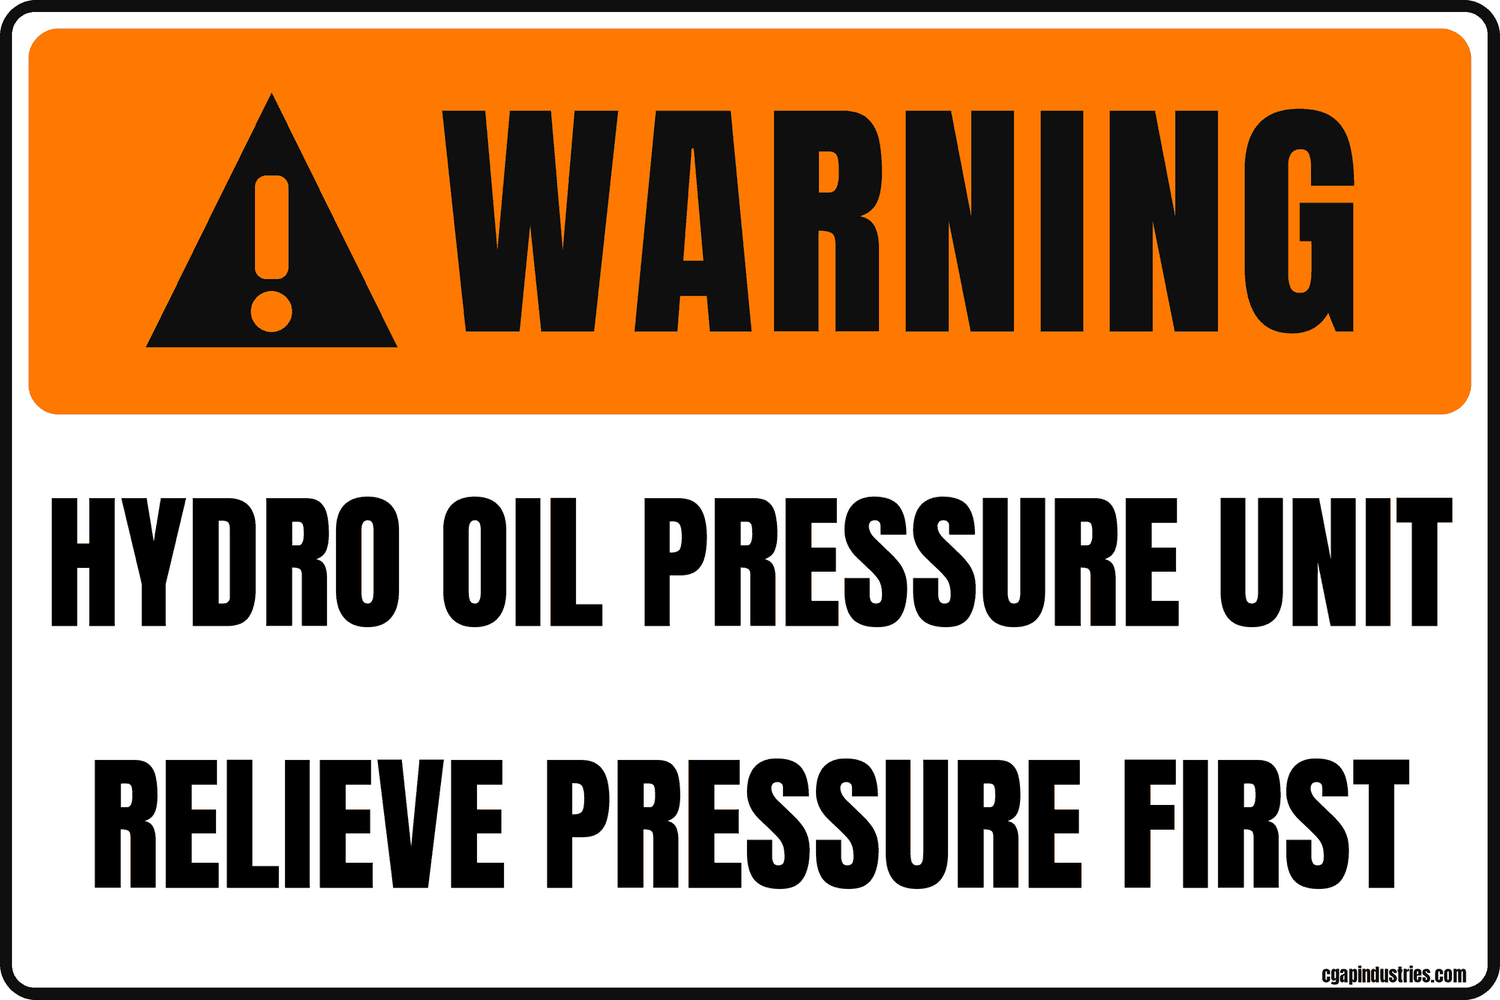 WARNING
HYDRO OIL PRESSURE UNIT
RELIEVE PRESSURE FIRST
cgapindustries.com